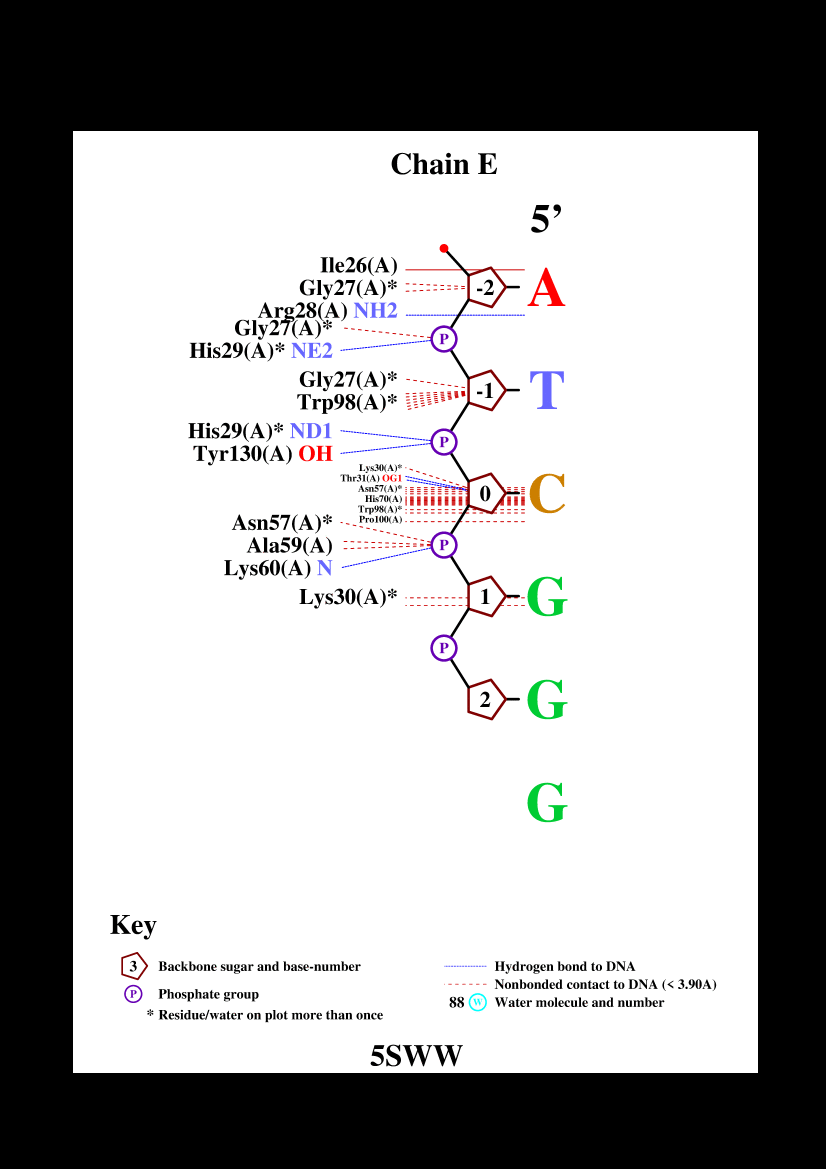 Chain E
5’
Ile26(A)
Gly27(A)*
-2 A
Arg28(A) NH2
Gly27(A)*
P
His29(A)* NE2
Gly27(A)*
-1 T
Trp98(A)*
His29(A)* ND1
P
Tyr130(A) OH
Lys30(A)*
Thr31(A) OG1
Asn57(A)*
0 C
His70(A)
Trp98(A)*
Pro100(A)
Asn57(A)*
Ala59(A)
P
Lys60(A) N
Lys30(A)*
1 G
P
2 G
G
Key
3 Backbone sugar and base-number
P Phosphate group
* Residue/water on plot more than once
Hydrogen bond to DNA
Nonbonded contact to DNA (< 3.90A)
88 W Water molecule and number
5SWW